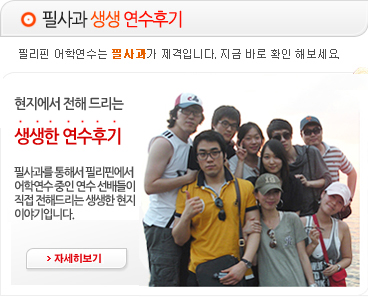 필사과 생생 연수후기
필리핀 어학연수는 필사과가 제격입니다. 지금 바로 확인 해보세요
현지에서 전해 드리는
생생한 연수후기
필사과를 통해서 필리핀에서
어학연수 중인 연수 선배들이
직접 전해드리는 생생한 현지
이야기입니다.
> 자세히보기